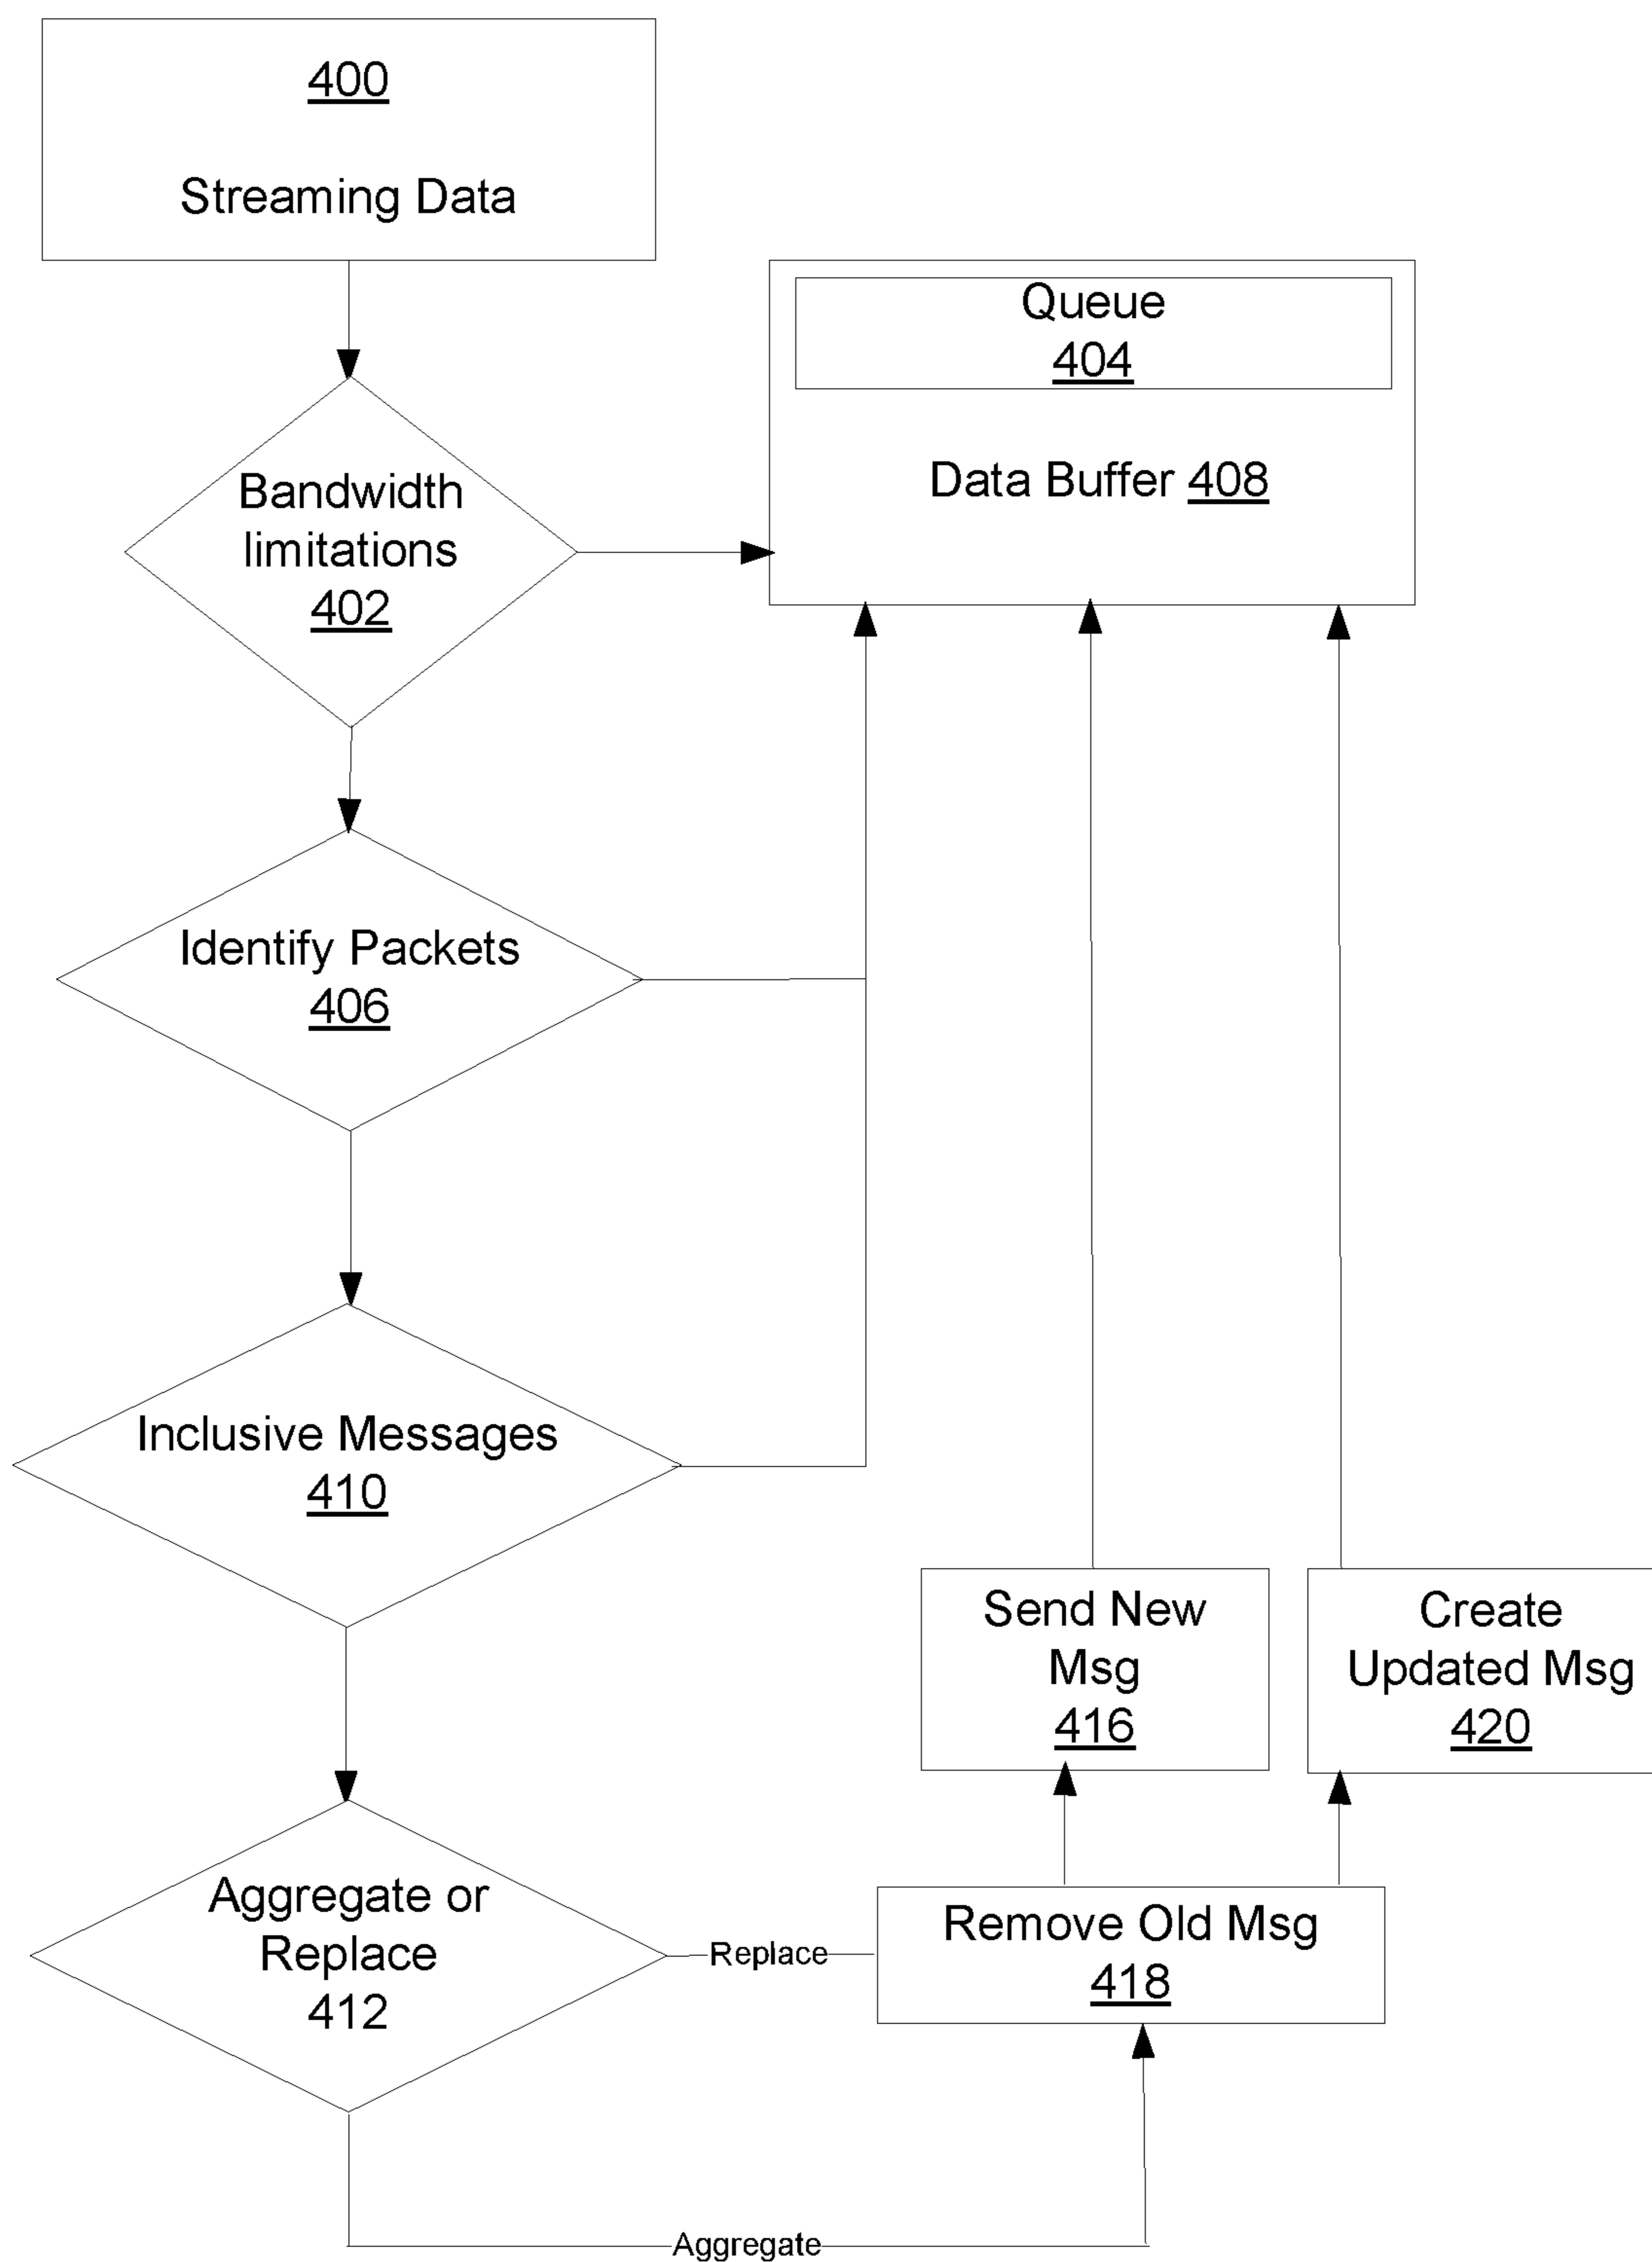 400
Streaming Data
Queue
404
Data Buffer 408
Bandwidth
limitations
402
Identify Packets
406
Inclusive Messages
410
Send New
Msg
416
Create
Updated Msg
420
Aggregate or
Replace
412
Replace
Remove Old Msg
418
Aggregate